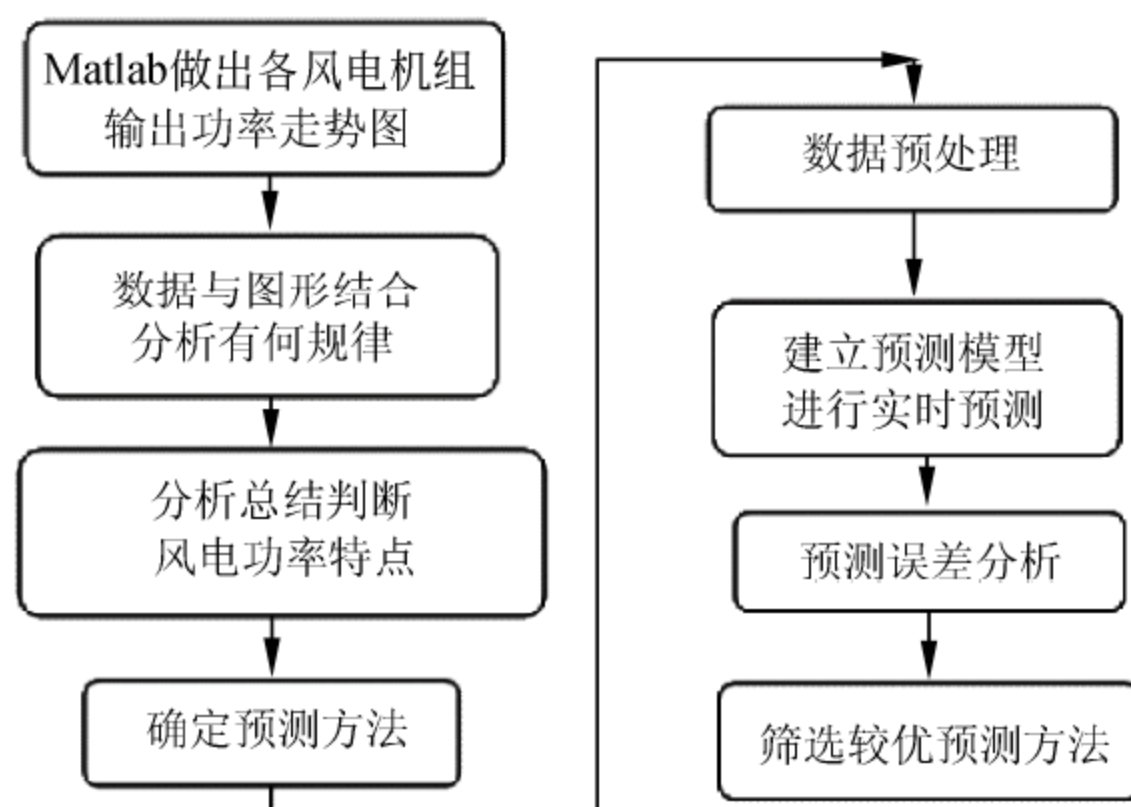 Matlab做出各风电机组
输出功率走势图
数据与图形结合
分析有何规律
分析总结判断
风电功率特点
确定预测方法
数据预处理
建立预测模型
进行实时预测
预测误差分析
筛选较优预测方法